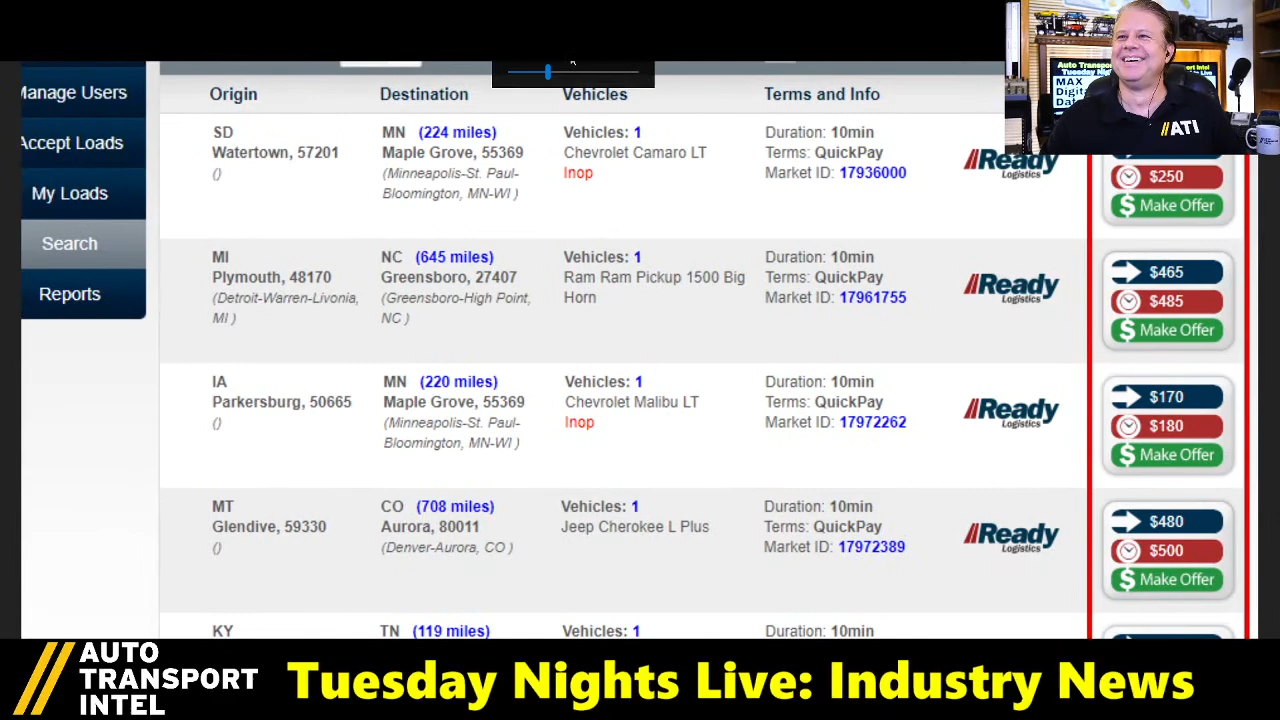 Manage Users
Accept Loads
My Loads
Search
Reports
Origin Destination Vehicles Terms and Info
SD MN (224 miles) Vehicles: 1 Duration: 10min
Watertown, 57201 Maple Grove, 55369 Chevrolet Camaro LT Terms: QuickPay
() (Minneapolis-St. Paul- Inop Market ID: 17936000
Bloomington, MN-WI )
Ready
Logistics
$250
Make Offer
MI NC (645 miles) Vehicles: 1 Duration: 10min
Plymouth, 48170 Greensboro, 27407 Ram Ram Pickup 1500 Big Terms: QuickPay
(Detroit-Warren-Livonia, (Greensboro-High Point, Horn Market ID: 17961755
MI ) NC )
Ready
Logistics
$465
$485
Make Offer
IA MN (220 miles) Vehicles: 1 Duration: 10min
Parkersburg, 50665 Maple Grove, 55369 Chevrolet Malibu LT Terms: QuickPay
() (Minneapolis-St. Paul- Inop Market ID: 17972262
Bloomington, MN-WI )
Ready
Logistics
$170
$180
Make Offer
MT CO (708 miles) Vehicles: 1 Duration: 10min
Glendive, 59330 Aurora, 80011 Jeep Cherokee L Plus Terms: QuickPay
() (Denver-Aurora, CO ) Market ID: 17972389
Ready
Logistics
$480
$500
Make Offer
KY TN (119 miles) Vehicles: 1 Duration: 10min
Auto Transport
Tuesday
MAX
ATI
AUTO
TRANSPORT
INTEL
Tuesday Nights Live: Industry News